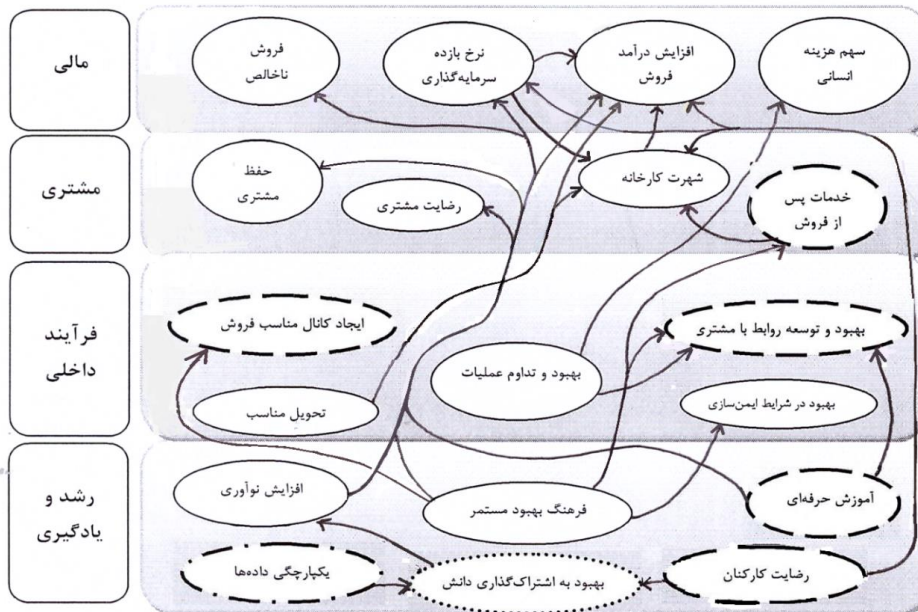 مالی
سهم هزینه
انسانی
افزایش درآمد
فروش
نرخ بازده
سرمایه‌گذاری
فروش
ناخالص
مشتری
خدمات پس
از فروش
شهرت کارخانه
رضایت مشتری
حفظ
مشتری
فرآیند
داخلی
بهبود و توسعه روابط با مشتری
ایجاد کانال مناسب فروش
بهبود و تداوم عملیات
بهبود در شرایط ایمن‌سازی
تحویل مناسب
رشد و
یادگیری
آموزش حرفه‌ای
فرهنگ بهبود مستمر
افزایش نوآوری
رضایت کارکنان
بهبود به اشتراک‌گذاری دانش
یکپارچگی داده‌ها